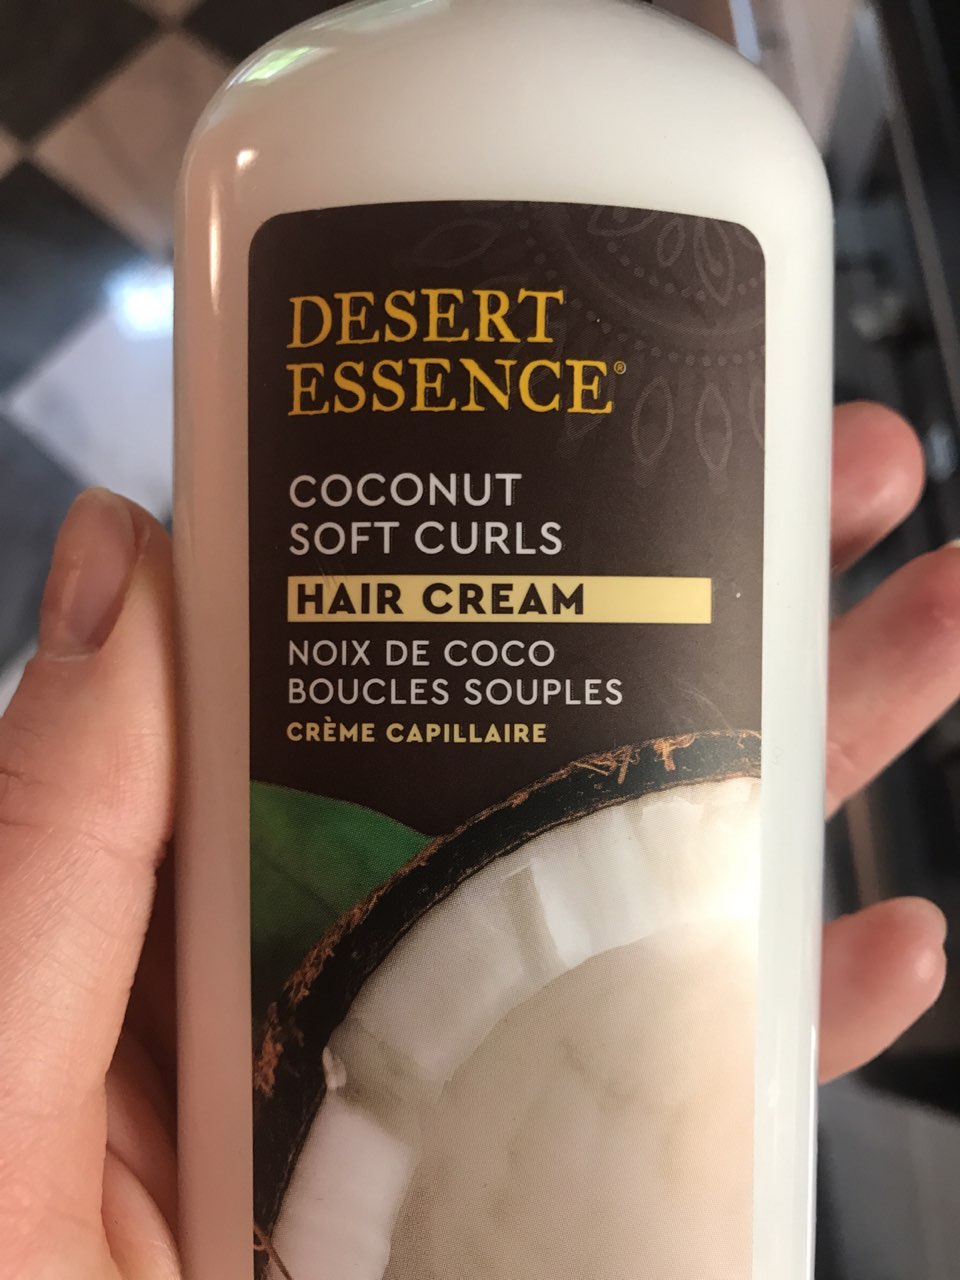 DESERT
ESSENCE®
COCONUT
SOFT CURLS
HAIR CREAM
NOIX DE COCO
BOUCLES SOUPLES
CRÈME CAPILLAIRE